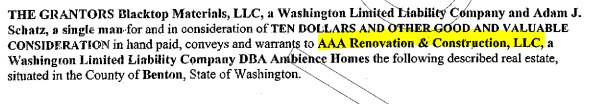 THE GRANTORS Blacktop Materials, LLC, a Washington Limited Liability Company and Adam J.
Schatz, a single man for and in consideration of TEN DOLLARS AND OTHER GOOD AND VALUABLE
CONSIDERATION in hand paid, conveys and warrants to AAA Renovation & Construction, LLC, a
Washington Limited Liability Company DBA Ambience Homes the following described real estate,
situated in the County of Benton, State of Washington.